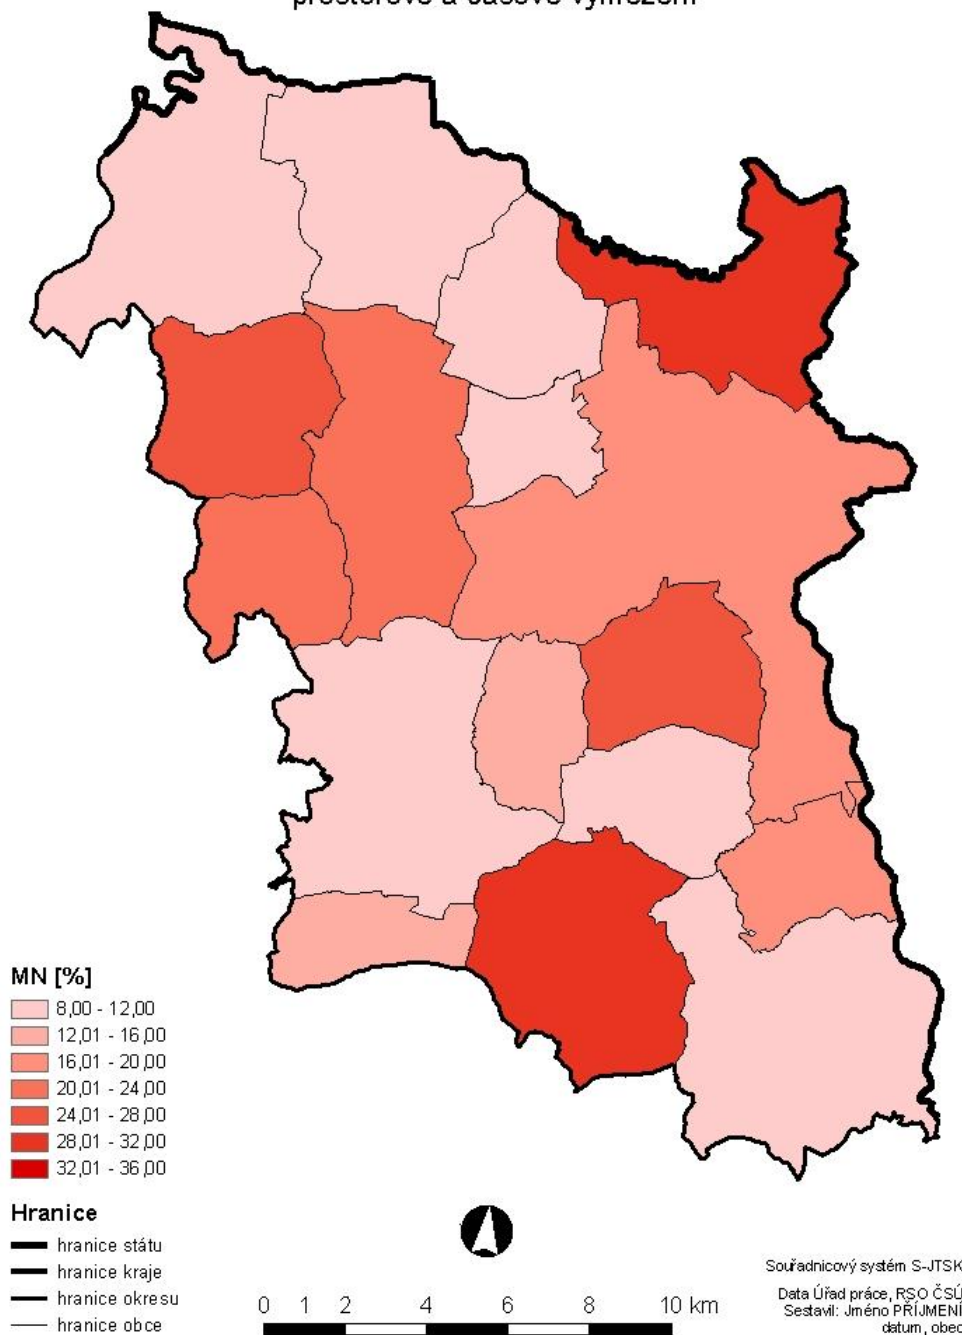 prostorové a časové vymezení
MN [%]
8,00 - 12,00
12,01 - 16,00
16,01 - 20,00
20,01 - 24,00
24,01 - 28,00
28,01 - 32,00
32,01 - 36,00
Hranice
hranice státu
hranice kraje
hranice okresu
hranice obce
0 1 2 4 6 8 10 km
Souřadnicový systém S-JTSK
Data Úřad práce, RSO ČSÚ
Sestavil: Jméno PŘÍJMENÍ
datum, obec